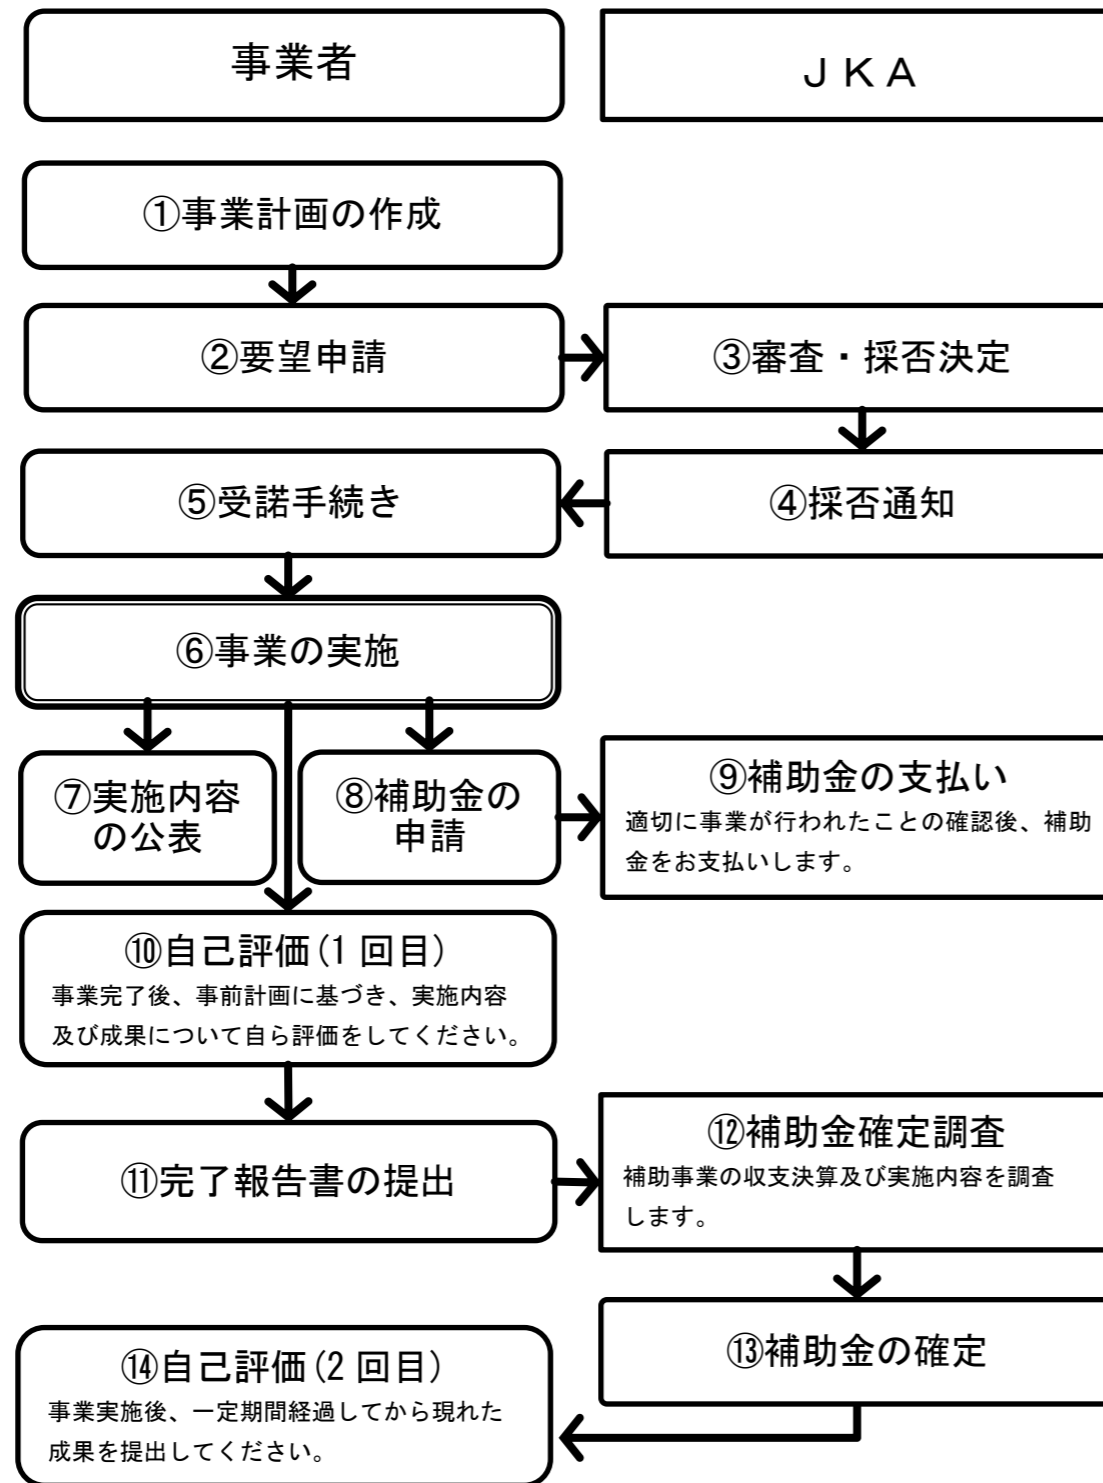 事業者
ＪＫＡ
①事業計画の作成
②要望申請
③審査・採否決定
⑤受諾手続き
④採否通知
⑥事業の実施
⑦実施内容
の公表
⑧補助金の
申請
⑨補助金の支払い
適切に事業が行われたことの確認後、補助
金をお支払いします。
⑩自己評価(1 回目)
事業完了後、事前計画に基づき、実施内容
及び成果について自ら評価をしてください。
⑪完了報告書の提出
⑫補助金確定調査
補助事業の収支決算及び実施内容を調査
します。
⑬補助金の確定
⑭自己評価(2 回目)
事業実施後、一定期間経過してから現れた
成果を提出してください。